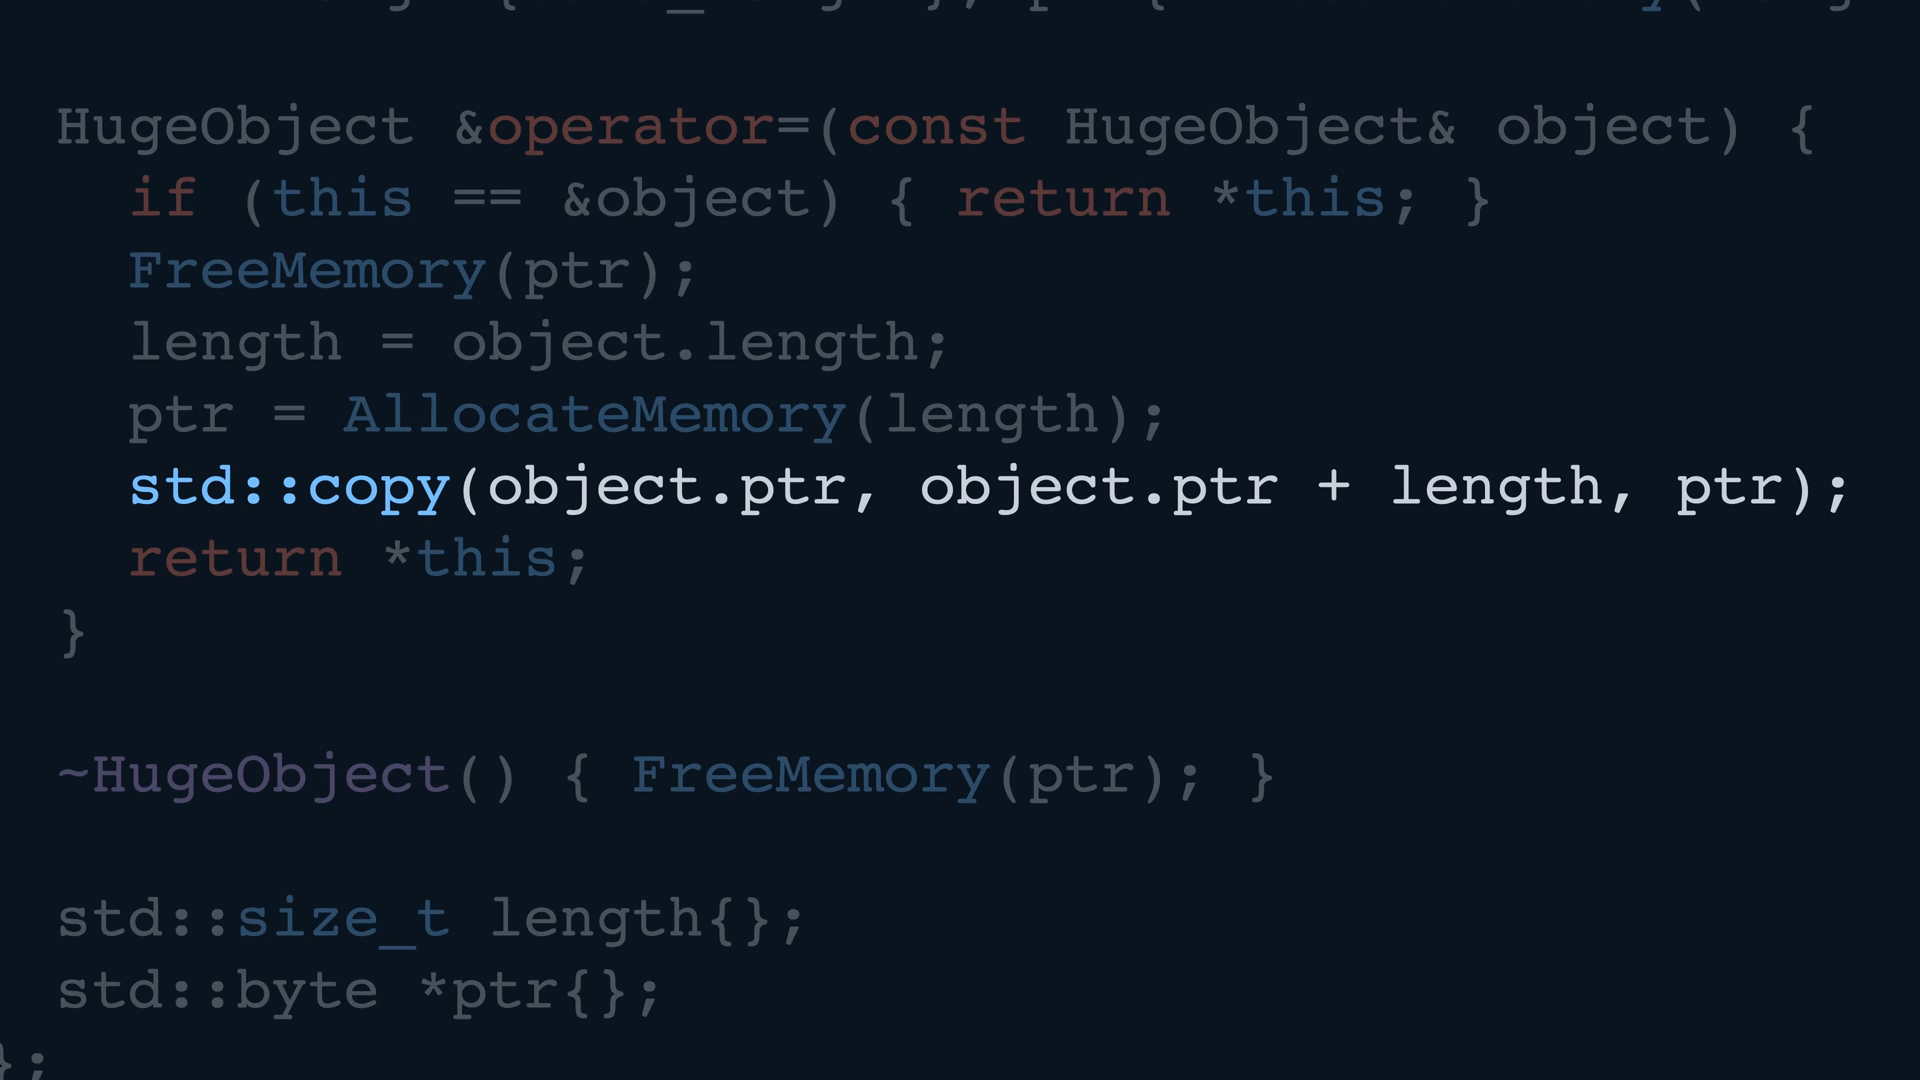 HugeObject &operator=(const HugeObject& object) {
if (this == &object) { return *this; }
FreeMemory(ptr);
length = object.length;
ptr = AllocateMemory(length);
std::copy(object.ptr, object.ptr + length, ptr);
return *this;
}
~HugeObject() { FreeMemory(ptr); }
std::size_t length{};
std::byte *ptr{};
};